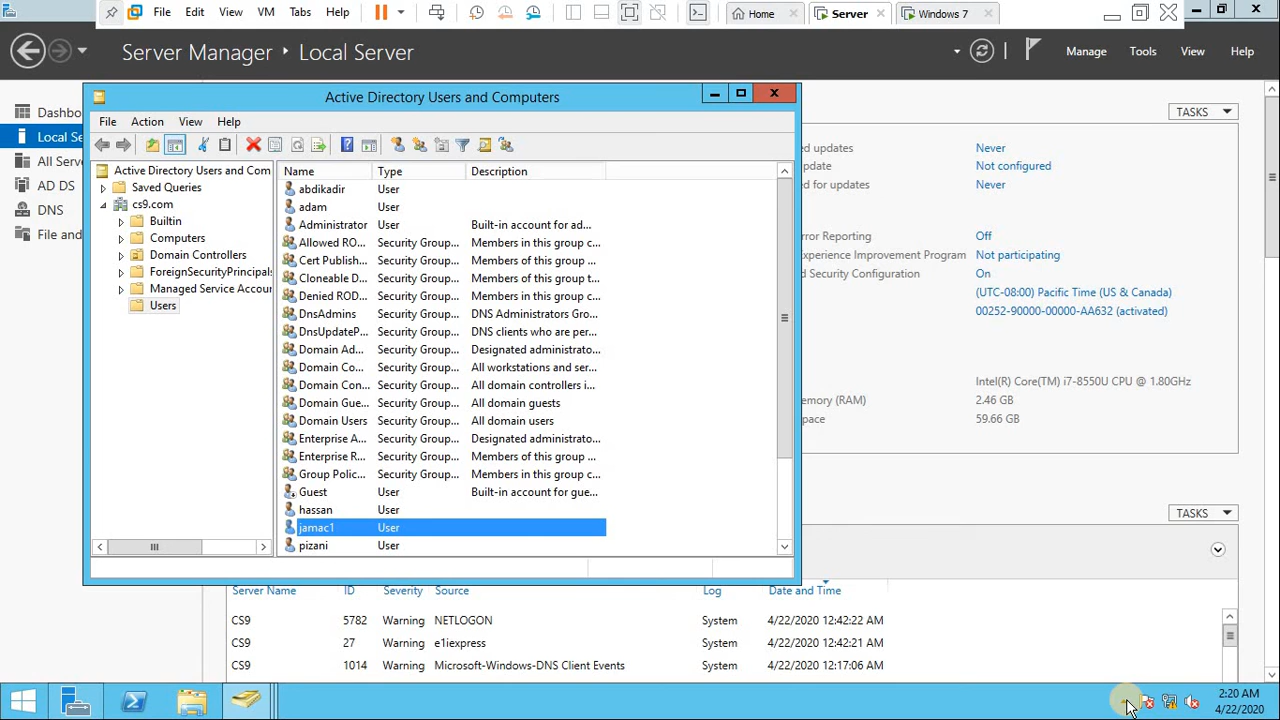 File Edit View VM Tabs Help
Home
Server
Windows 7
Server Manager Local Server
Manage Tools View Help
Active Directory Users and Computers
File Action View Help
Active Directory Users and Com
Saved Queries
cs9.com
Builtin
Computers
Domain Controllers
ForeignSecurityPrincipals
Managed Service Accour
Users
Name Type Description
abdikadir User
adam User
Administrator User Built-in account for ad...
Allowed RO... Security Group... Members in this group c...
Cert Publish... Security Group... Members of this group ...
Cloneable D... Security Group... Members of this group t...
Denied ROD... Security Group... Members in this group c...
DnsAdmins Security Group... DNS Administrators Gro...
DnsUpdateP... Security Group... DNS clients who are per...
Domain Ad... Security Group... Designated administrato...
Domain Co... Security Group... All workstations and ser...
Domain Con... Security Group... All domain controllers i...
Domain Gue... Security Group... All domain guests
Domain Users Security Group... All domain users
Enterprise A... Security Group... Designated administrato...
Enterprise R... Security Group... Members of this group ...
Group Polic... Security Group... Members in this group c...
Guest User Built-in account for gue...
hassan User
jamac1 User
pizani User
Dashbo
Local Se
All Serve
AD DS
DNS
File and
TASKS
ed updates Never
pdate Not configured
ed for updates Never
rror Reporting Off
xperience Improvement Program Not participating
d Security Configuration On
(UTC-08:00) Pacific Time (US & Canada)
00252-90000-00000-AA632 (activated)
Intel(R) Core(TM) i7-8550U CPU @ 1.80GHz
emory (RAM) 2.46 GB
pace 59.66 GB
TASKS
Server Name ID Severity Source Log Date and Time
CS9 5782 Warning NETLOGON System 4/22/2020 12:42:22 AM
CS9 27 Warning e1iexpress System 4/22/2020 12:42:21 AM
CS9 1014 Warning Microsoft-Windows-DNS Client Events System 4/22/2020 12:17:06 AM
2:20 AM
4/22/2020